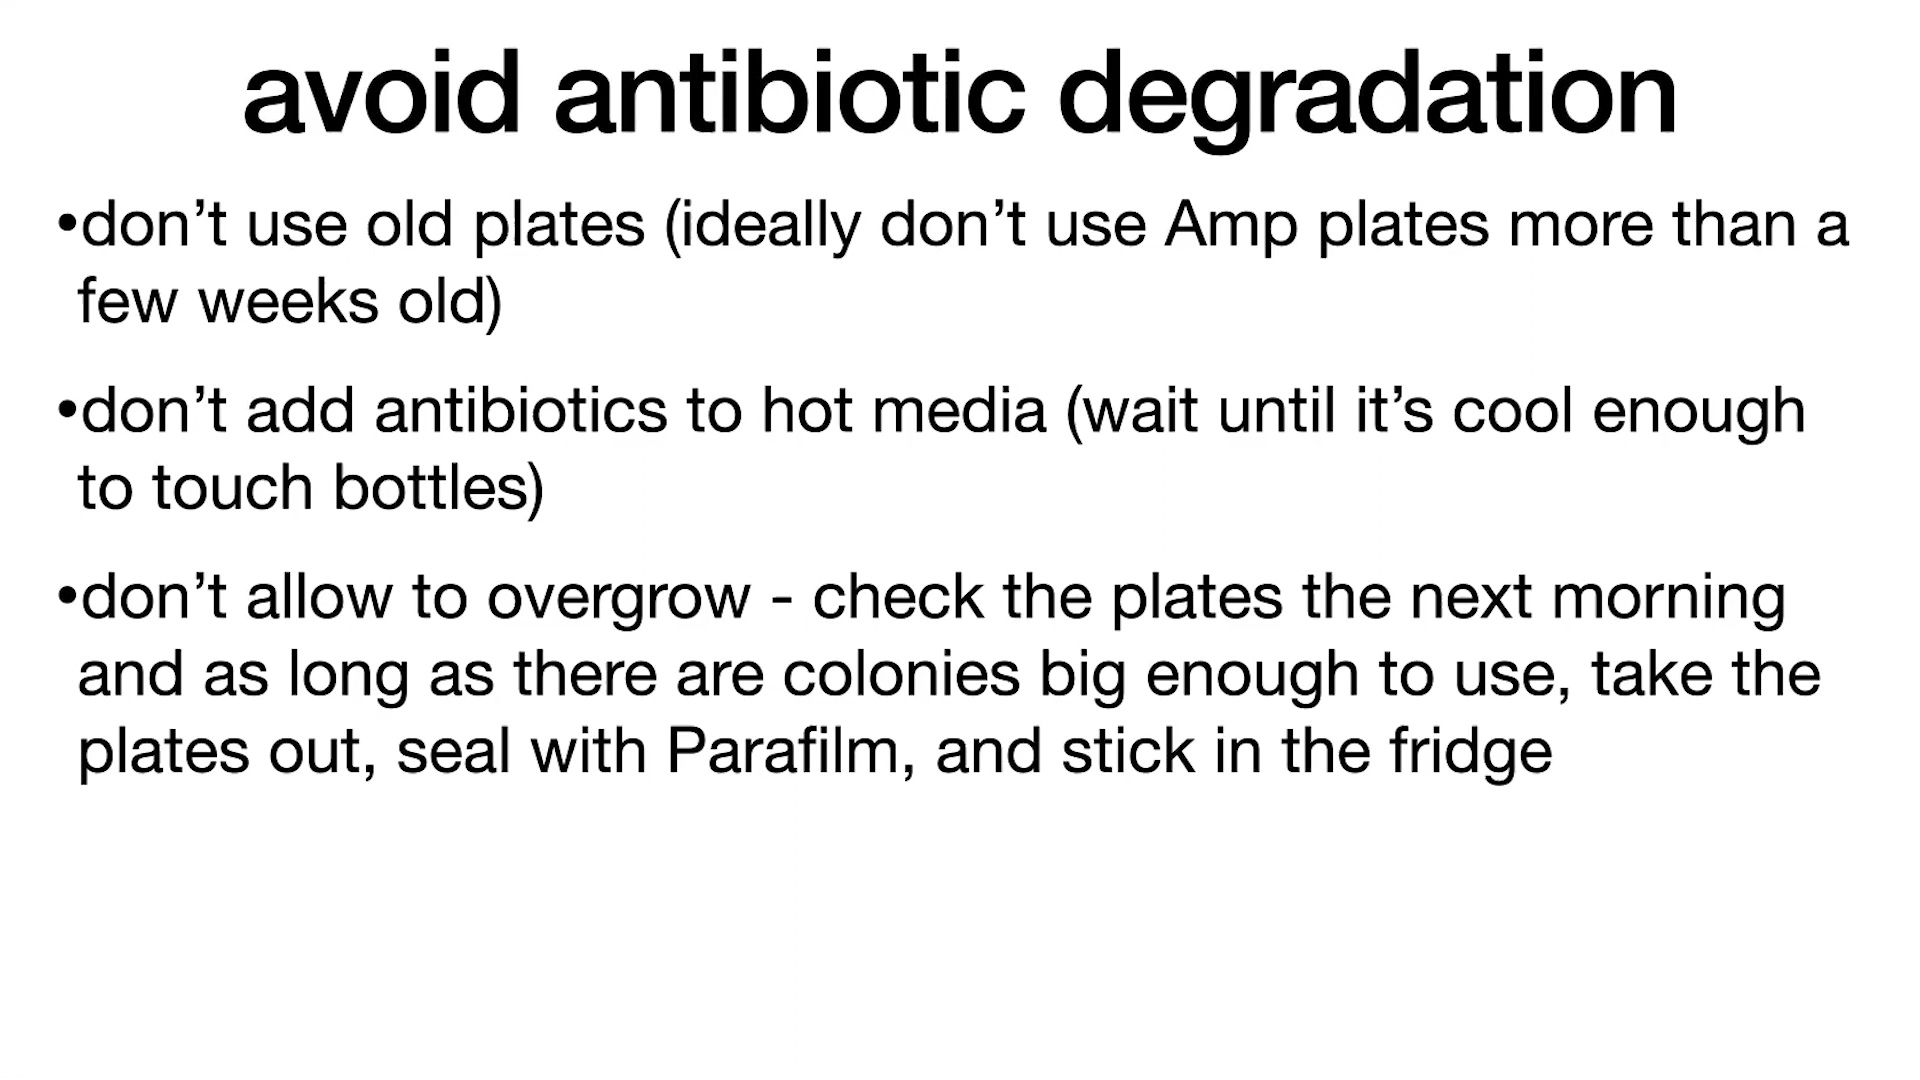 avoid antibiotic degradation
•don’t use old plates (ideally don’t use Amp plates more than a
few weeks old)
•don’t add antibiotics to hot media (wait until it’s cool enough
to touch bottles)
•don’t allow to overgrow - check the plates the next morning
and as long as there are colonies big enough to use, take the
plates out, seal with Parafilm, and stick in the fridge